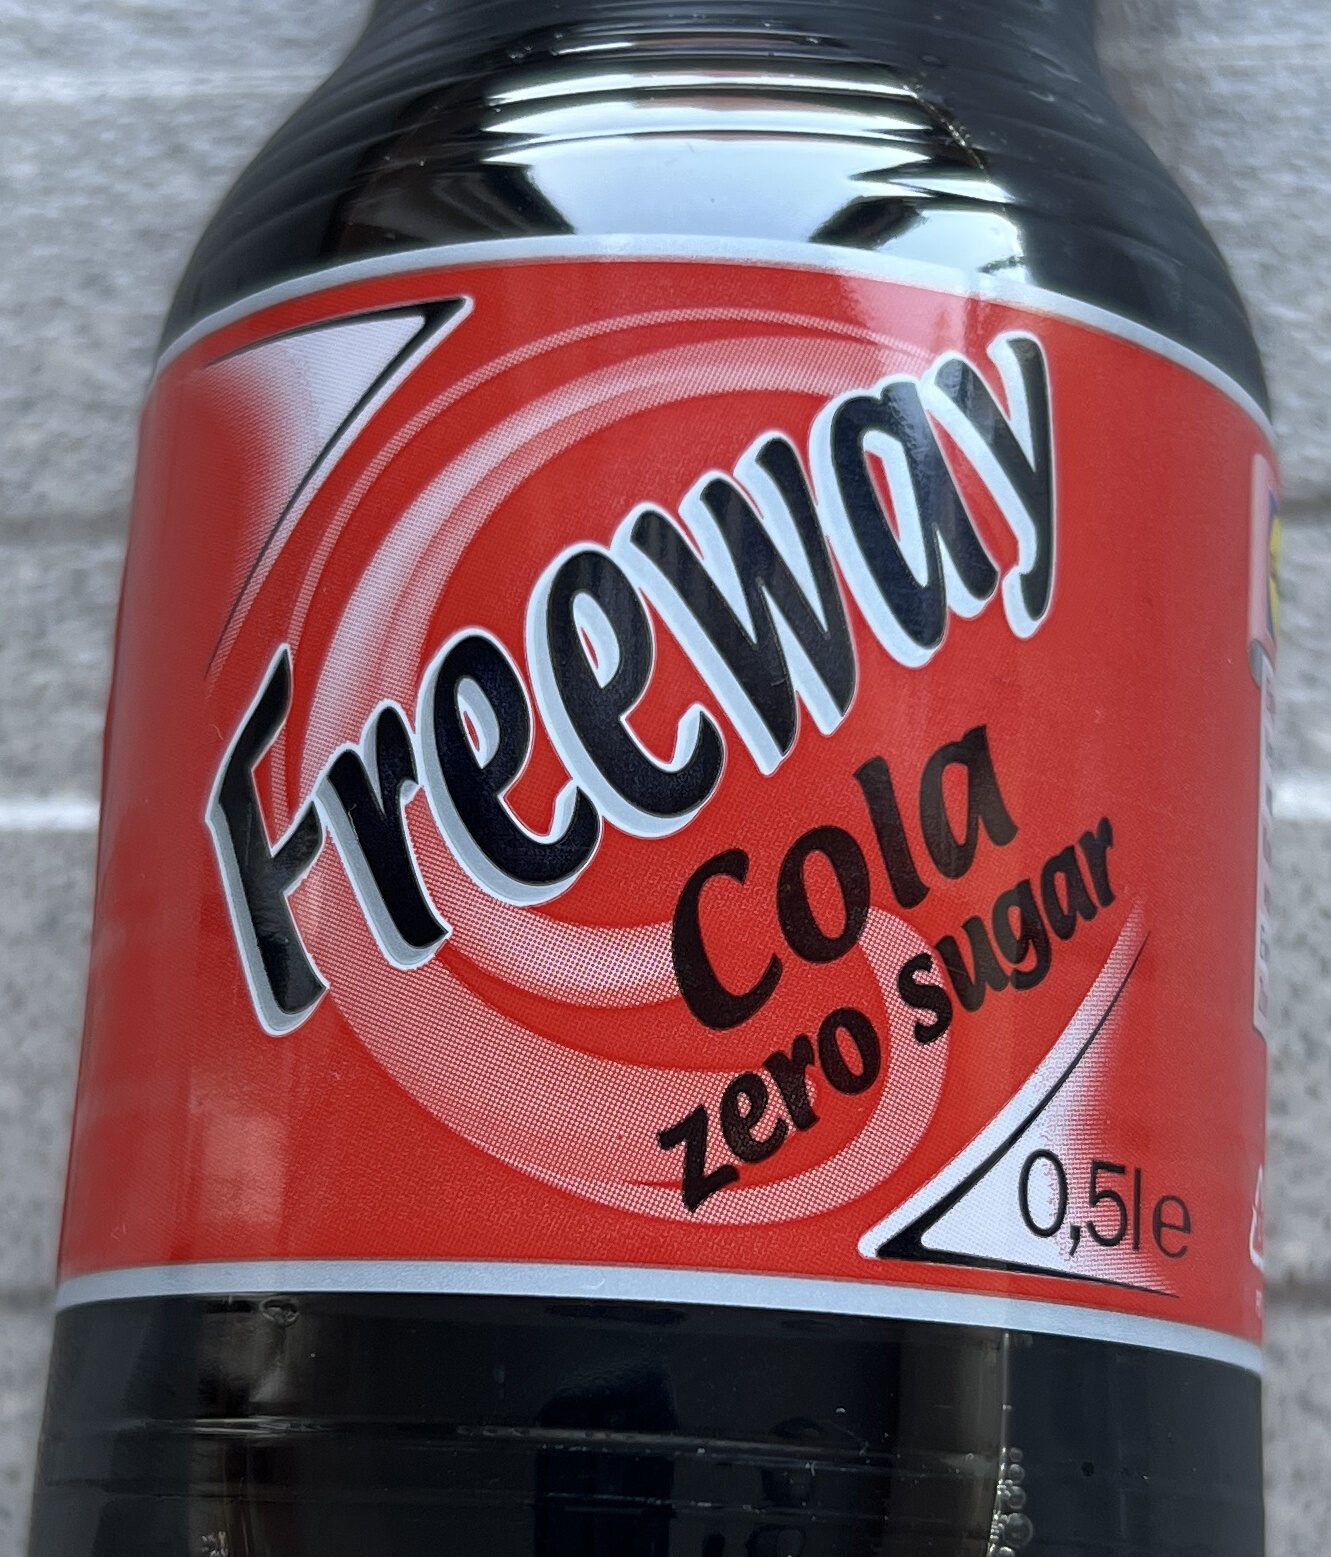 Freeway
Cola
zero sugar
0,5l e